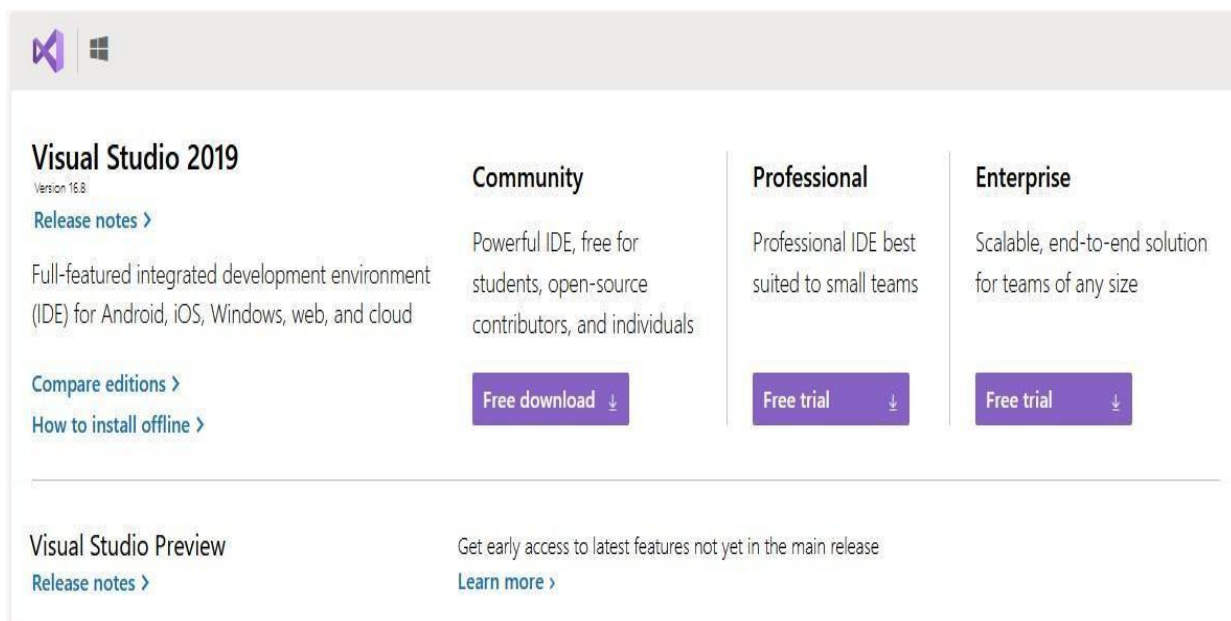 Visual Studio 2019
Version 16.8
Release notes >
Full-featured integrated development environment
(IDE) for Android, iOS, Windows, web, and cloud
Compare editions >
How to install offline >
Community
Powerful IDE, free for
students, open-source
contributors, and individuals
Free download
Professional
Professional IDE best
suited to small teams
Free trial
Enterprise
Scalable, end-to-end solution
for teams of any size
Free trial
Visual Studio Preview
Release notes >
Get early access to latest features not yet in the main release
Learn more >